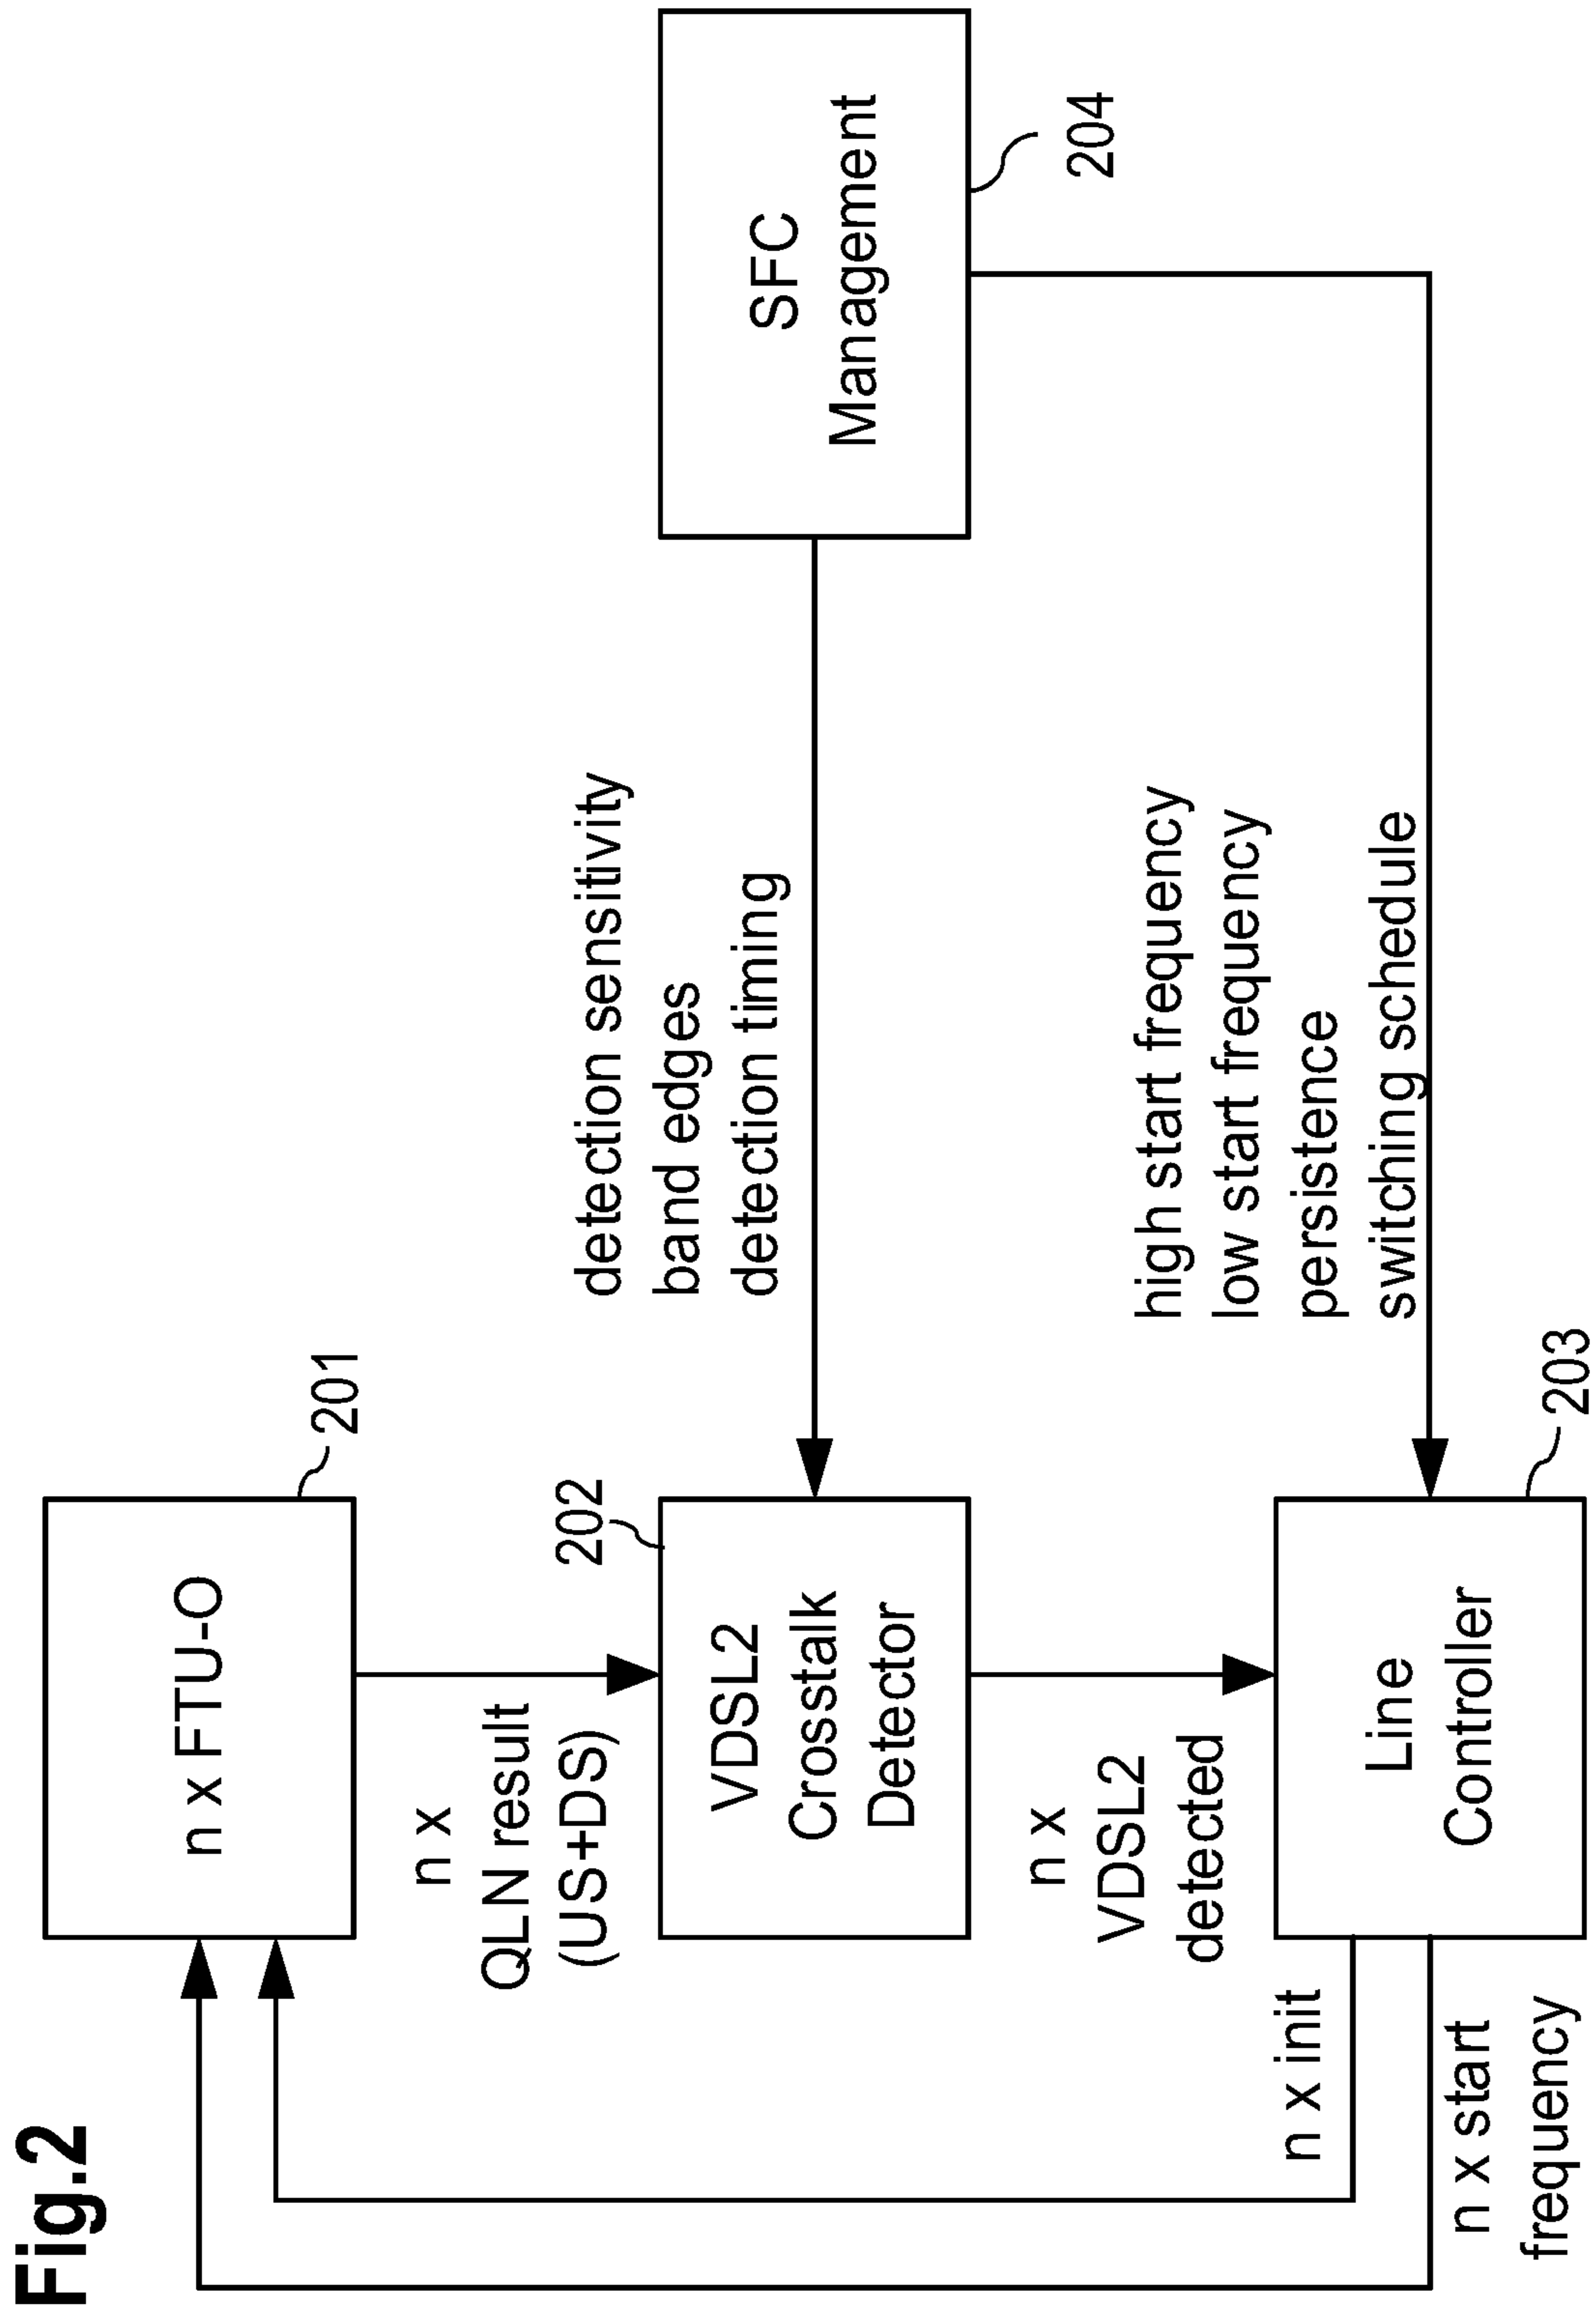 Fig.2
n x FTU-O
201
n x
QLN result
(US+DS)
202
VDSL2
Crosstalk
Detector
detection sensitivity
band edges
detection timing
SFC
Management
204
n x
VDSL2
detected
high start frequency
low start frequency
persistence
switching schedule
n x init
n x start
frequency
Line
Controller
203